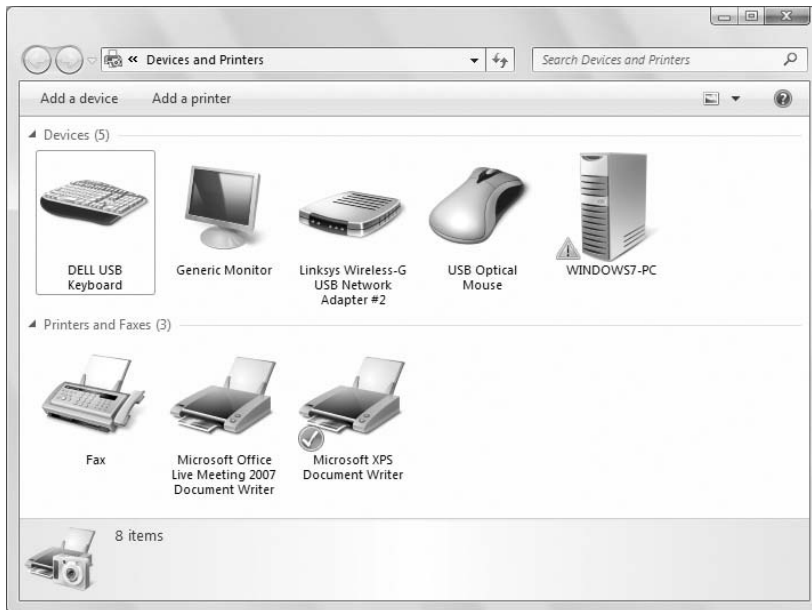 « Devices and Printers
Search Devices and Printers
Add a device Add a printer
Devices (5)
DELL USB
Keyboard
Generic Monitor
Linksys Wireless-G
USB Network
Adapter #2
USB Optical
Mouse
WINDOWS7-PC
Printers and Faxes (3)
Fax
Microsoft Office
Live Meeting 2007
Document Writer
Microsoft XPS
Document Writer
8 items